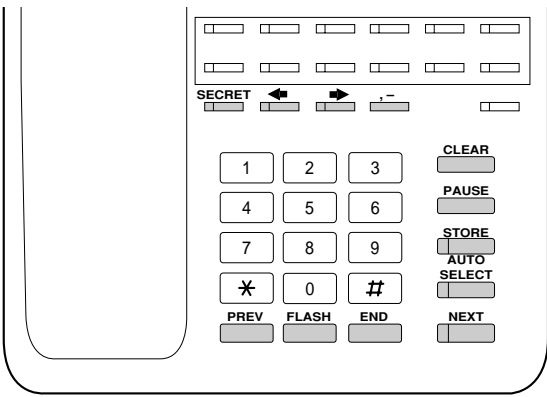 SECRET , –
CLEAR
1 2 3
PAUSE
4 5 6
STORE
7 8 9
AUTO
SELECT
* 0 #
PREV FLASH END NEXT